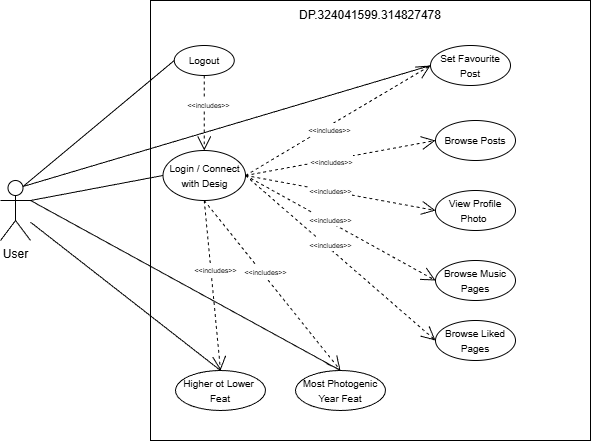 DP.324041599.314827478
Logout
Set Favourite
Post
<<includes>>
<<includes>>
Browse Posts
<<includes>>
Login / Connect
with Desig
<<includes>>
View Profile
Photo
<<includes>>
<<includes>>
User
<<includes>>
<<includes>>
Browse Music
Pages
Browse Liked
Pages
Higher ot Lower
Feat
Most Photogenic
Year Feat